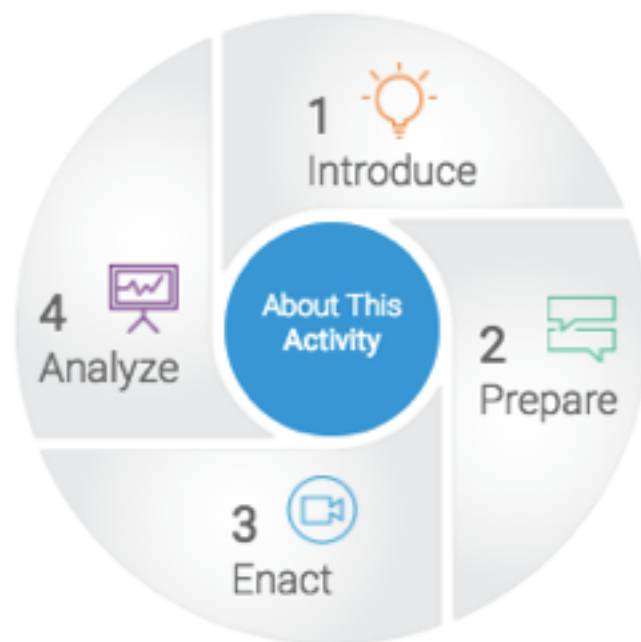 1
Introduce
2
Prepare
3
Enact
4
Analyze
About This
Activity